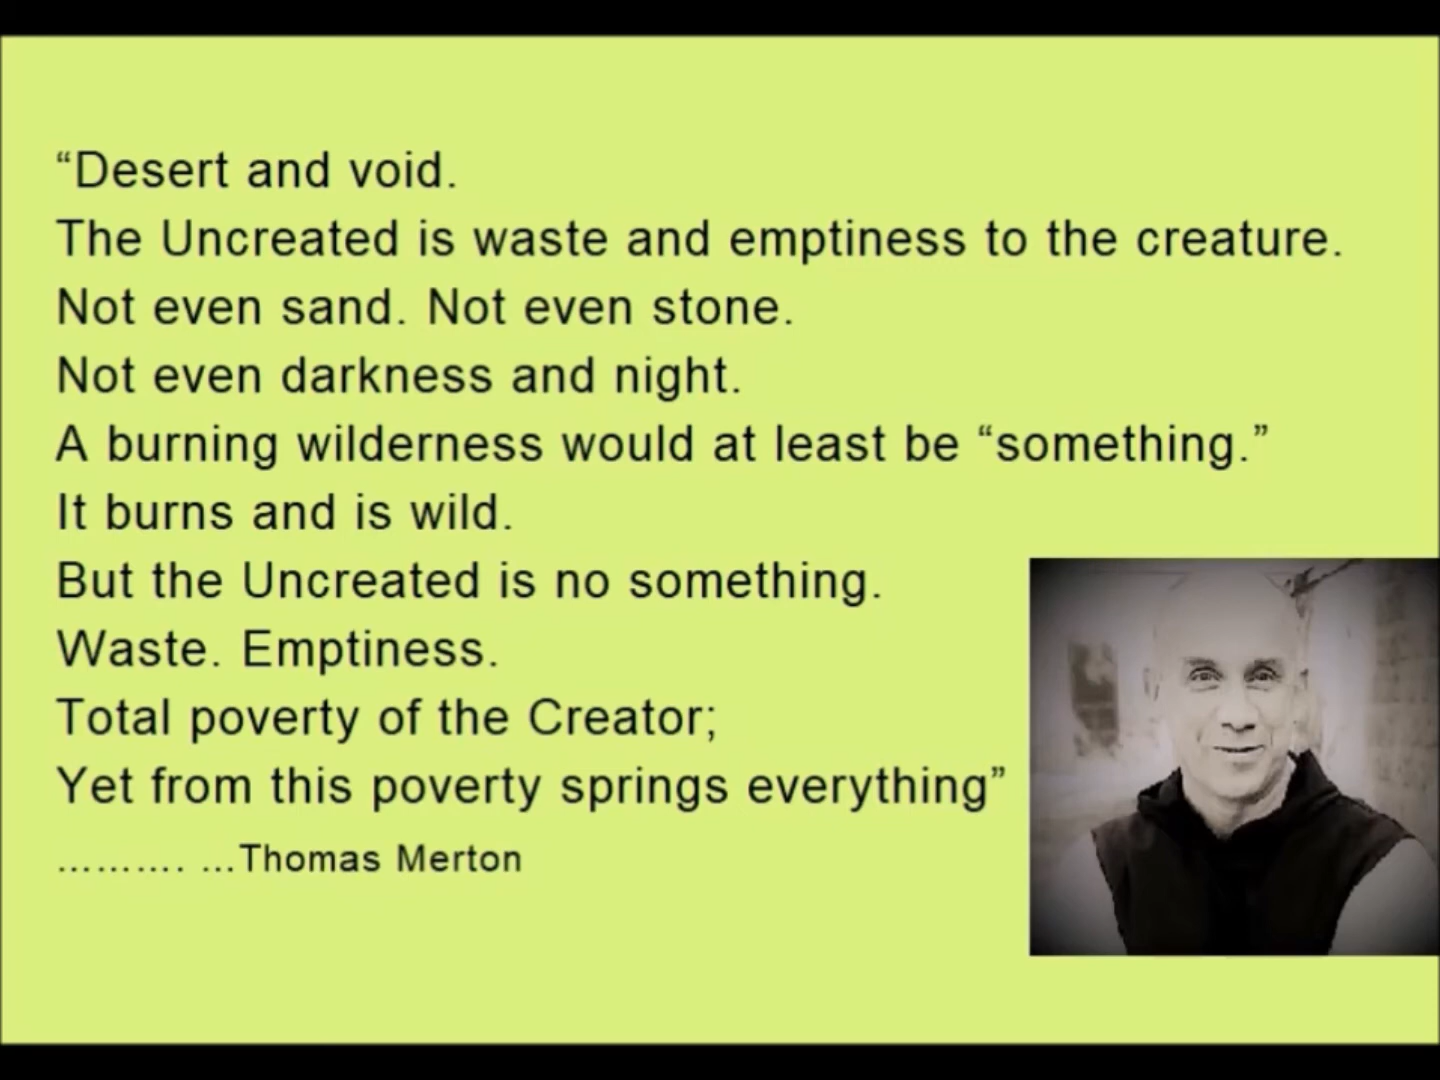 “Desert and void.
The Uncreated is waste and emptiness to the creature.
Not even sand. Not even stone.
Not even darkness and night.
A burning wilderness would at least be “something.”
It burns and is wild.
But the Uncreated is no something.
Waste. Emptiness.
Total poverty of the Creator;
Yet from this poverty springs everything”
.......... ...Thomas Merton